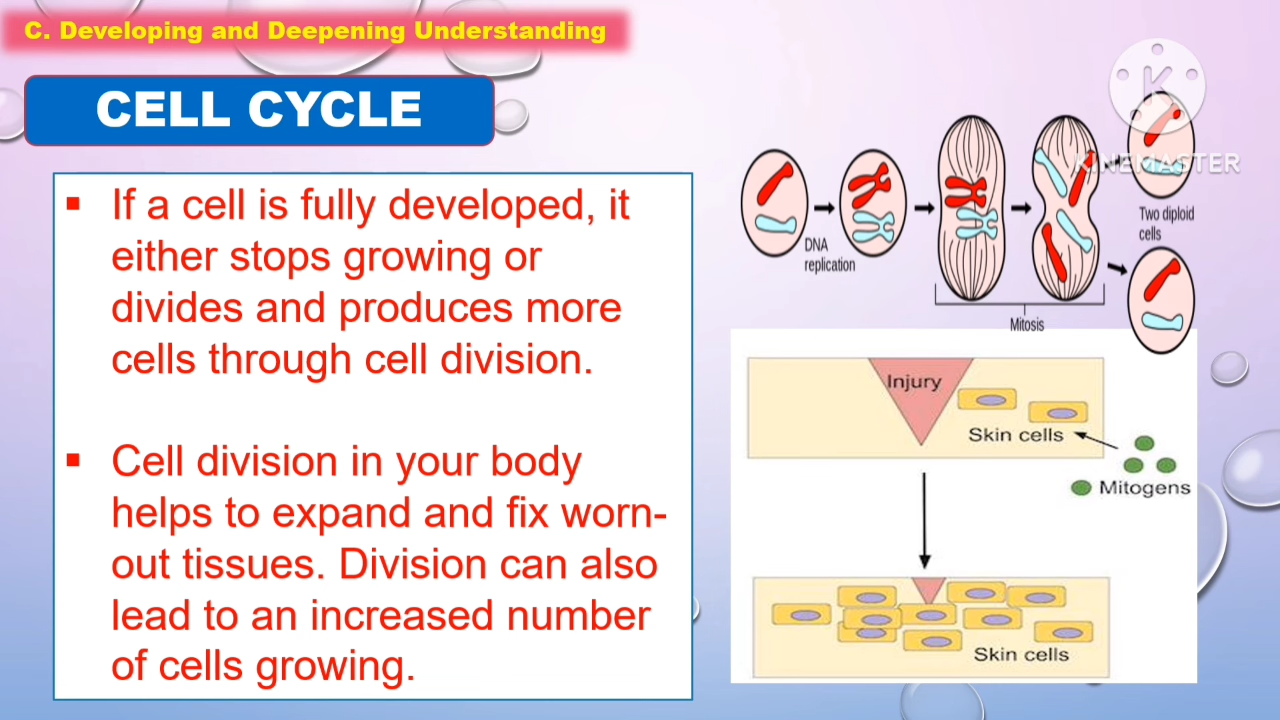 C. Developing and Deepening Understanding
CELL CYCLE
▪ If a cell is fully developed, it
either stops growing or
divides and produces more
cells through cell division.
▪ Cell division in your body
helps to expand and fix worn-
out tissues. Division can also
lead to an increased number
of cells growing.
K
KINEMASTER
DNA
replication
Two diploid
cells
Mitosis
Injury
Skin cells
Mitogens
Skin cells